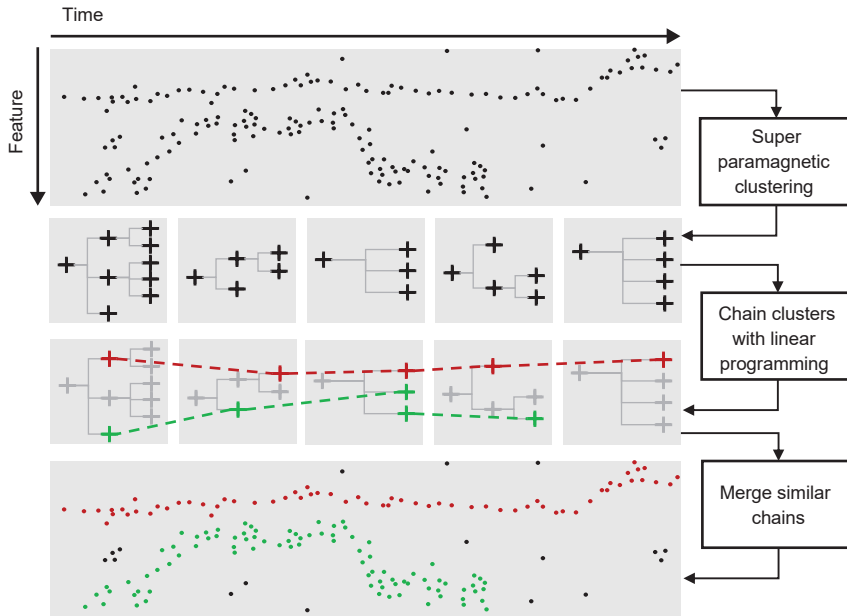 Time
Feature
Super
paramagnetic
clustering
Chain clusters
with linear
programming
Merge similar
chains